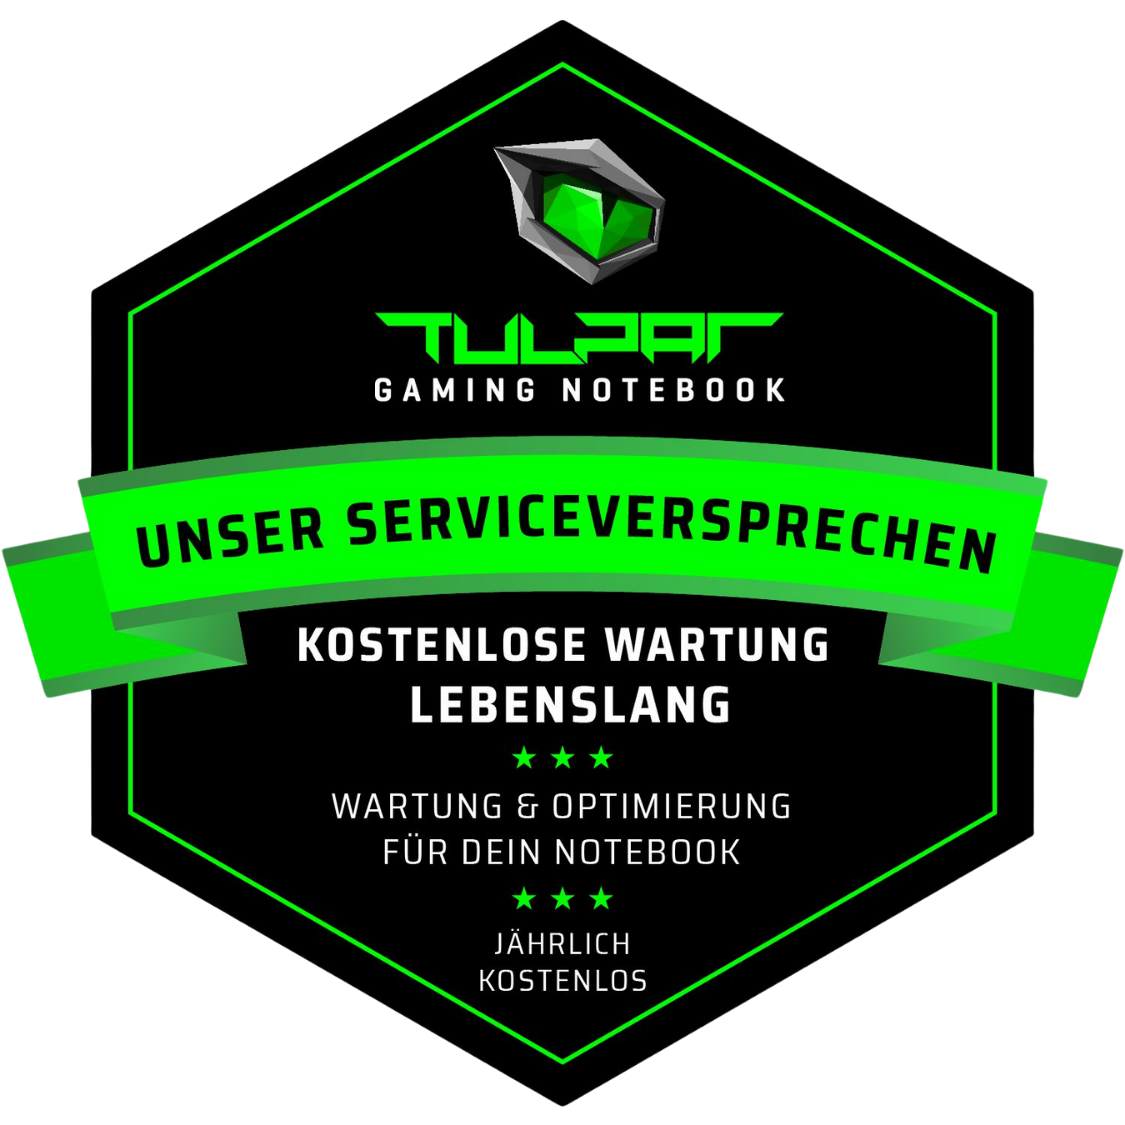 TULPAR
GAMING NOTEBOOK
UNSER SERVICEVERSPRECHEN
KOSTENLOSE WARTUNG
LEBENSLANG
WARTUNG & OPTIMIERUNG
FÜR DEIN NOTEBOOK
JÄHRLICH
KOSTENLOS